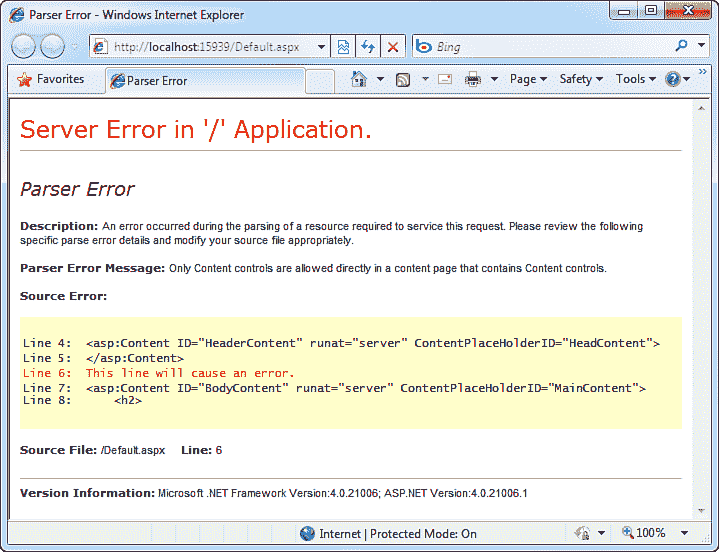 Parser Error - Windows Internet Explorer
http://localhost:15939/Default.aspx
Bing
Favorites
Parser Error
Page
Safety
Tools
Server Error in '/' Application.
Parser Error
Description: An error occurred during the parsing of a resource required to service this request. Please review the following
specific parse error details and modify your source file appropriately.
Parser Error Message: Only Content controls are allowed directly in a content page that contains Content controls.
Source Error:
Line 4:  <asp:Content ID="HeaderContent" runat="server" ContentPlaceHolderID="HeadContent">
Line 5:  </asp:Content>
Line 6:  This line will cause an error.
Line 7:  <asp:Content ID="BodyContent" runat="server" ContentPlaceHolderID="MainContent">
Line 8:      <h2>
Source File: /Default.aspx    Line: 6
Version Information: Microsoft .NET Framework Version:4.0.21006; ASP.NET Version:4.0.21006.1
Internet | Protected Mode: On
100%